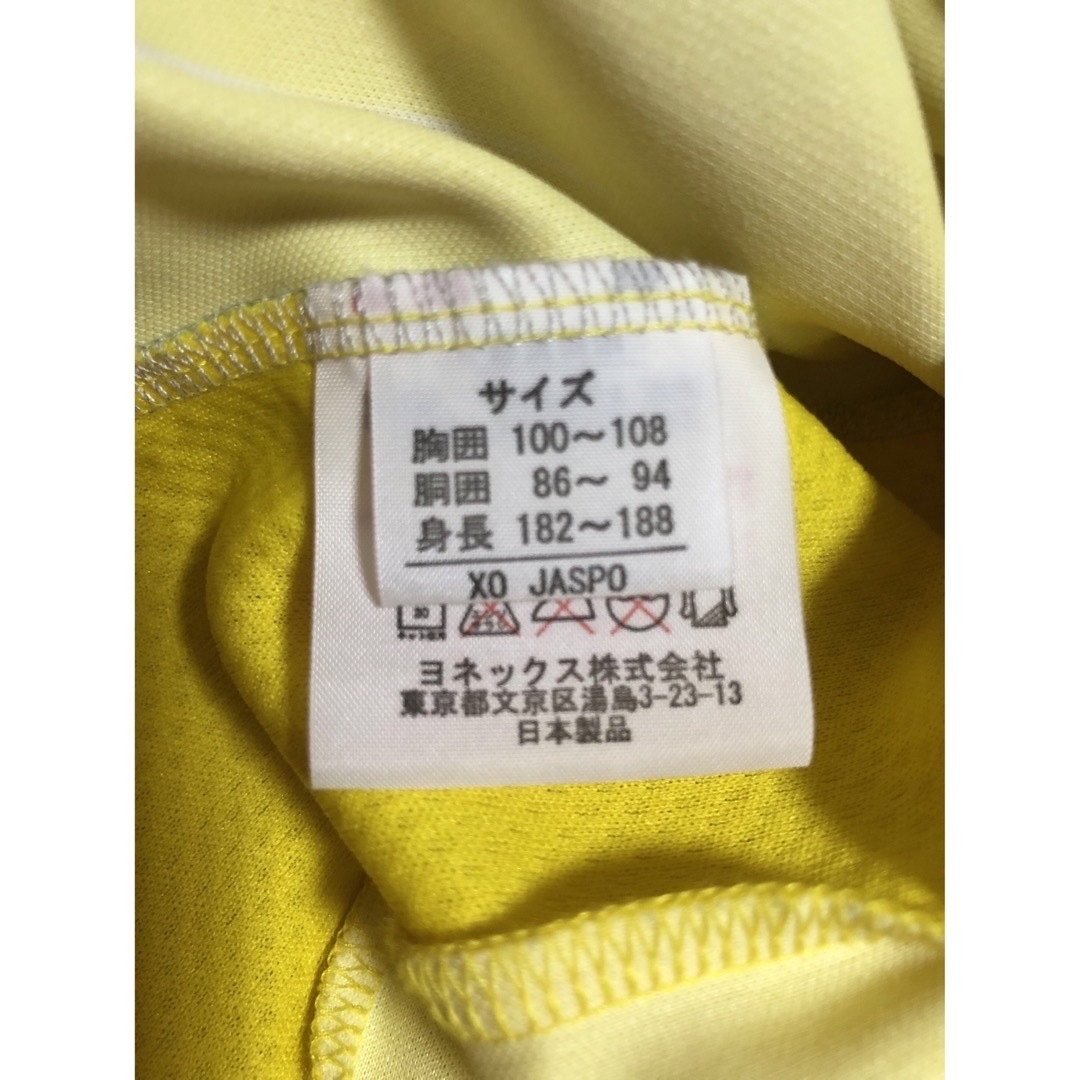 サイズ
胸囲 100～108
胴囲 86～ 94
身長 182～188
XO JASPO
ヨネックス株式会社
東京都文京区湯島3-23-13
日本製品